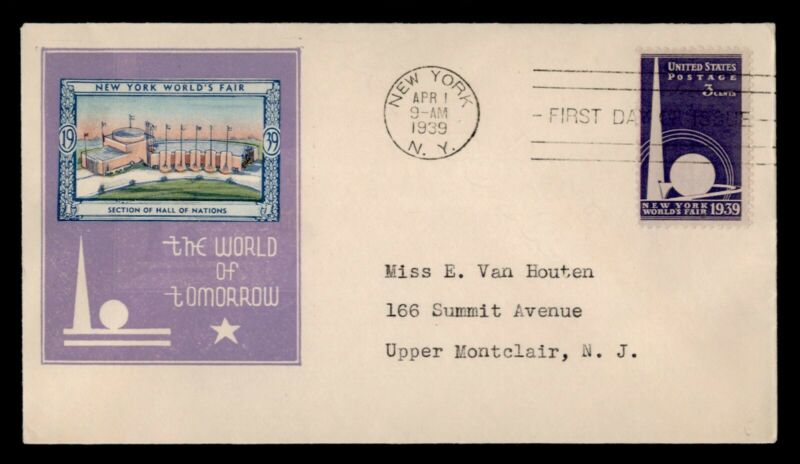 NEW YORK WORLD'S FAIR
19 39
SECTION OF HALL OF NATIONS
the WORLD
OF
tomorrow
NEW YORK
APR 1
9-AM
1939
N. Y.
FIRST DAY OF ISSUE
UNITED STATES
POSTAGE
3 CENTS
NEW YORK
WORLD'S FAIR 1939
Miss E. Van Houten
166 Summit Avenue
Upper Montclair, N. J.